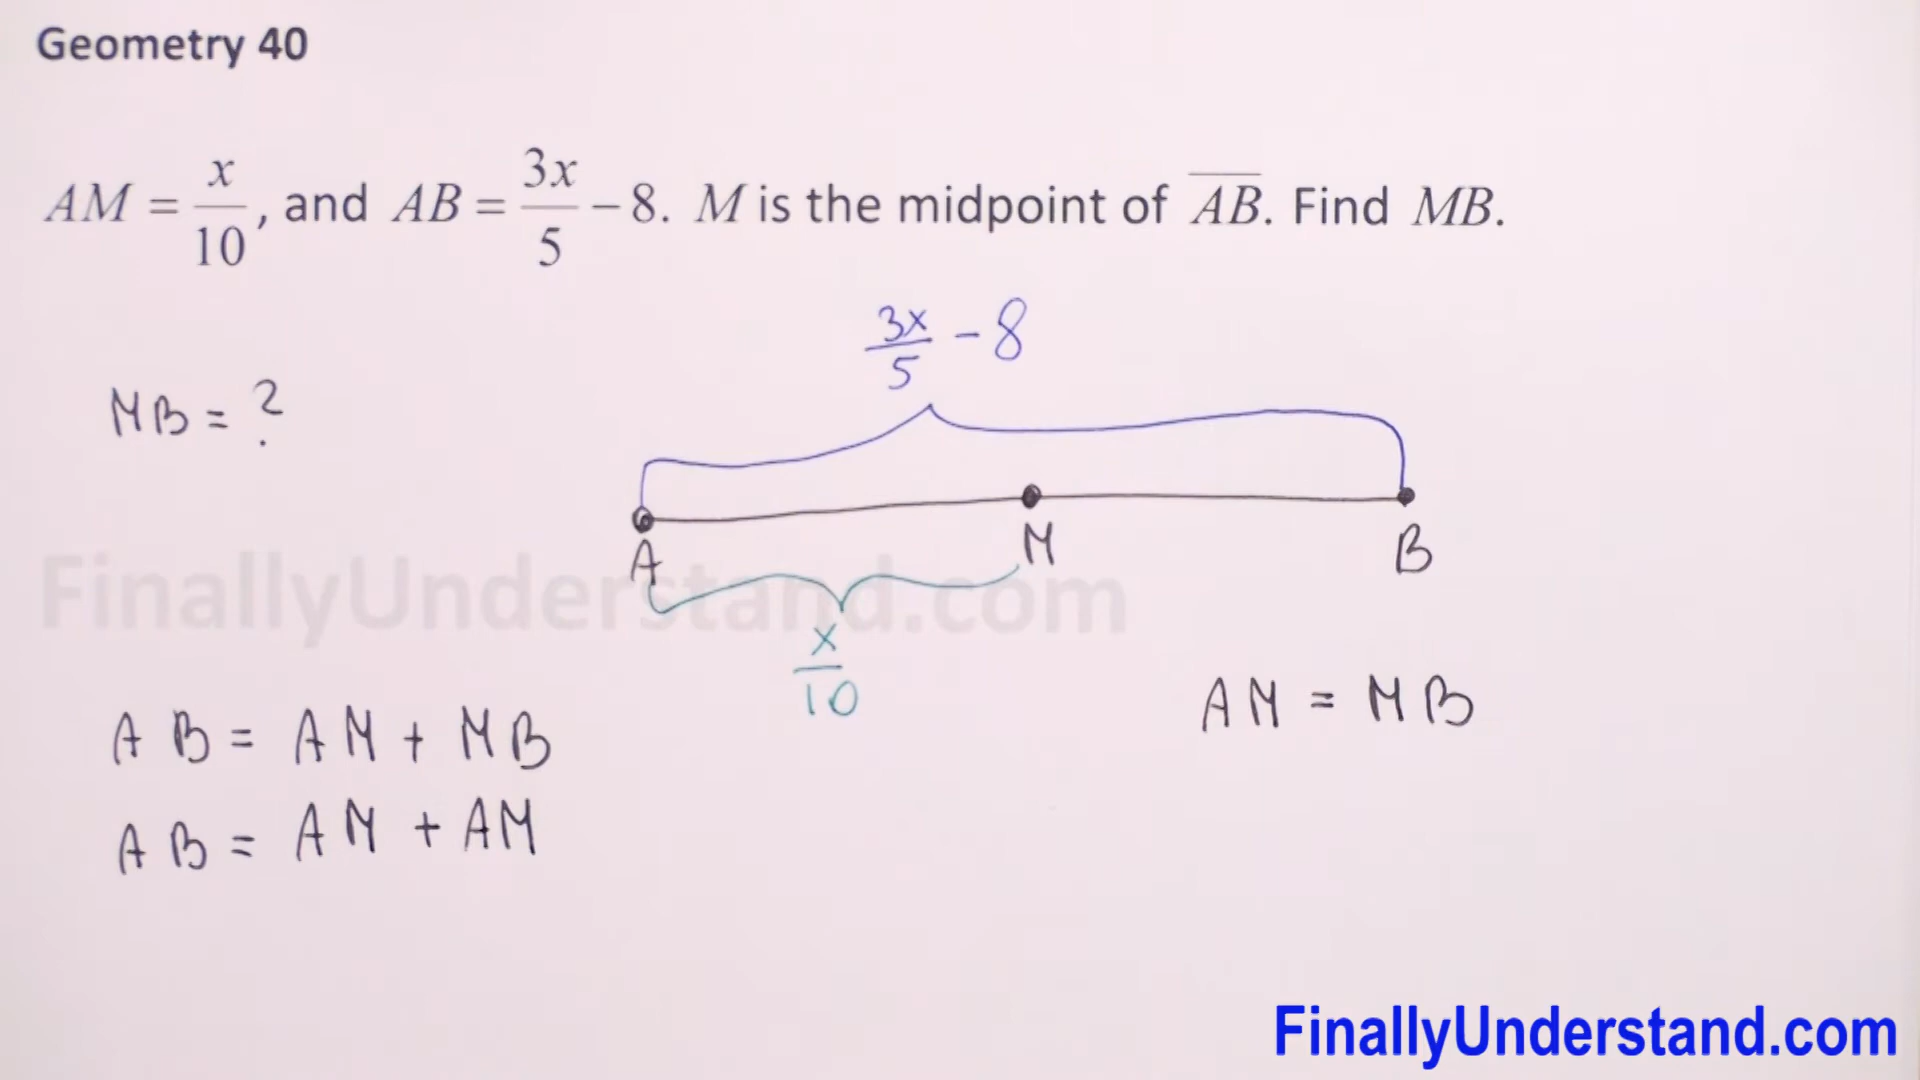 Geometry 40
AM = x/10, and AB = 3x/5 − 8. M is the midpoint of A̅B̅. Find MB.
3x/5 − 8
MB = ?
A M B
FinallyUnderstand.com
x/10
AM = MB
AB = AM + MB
AB = AM + AM
FinallyUnderstand.com